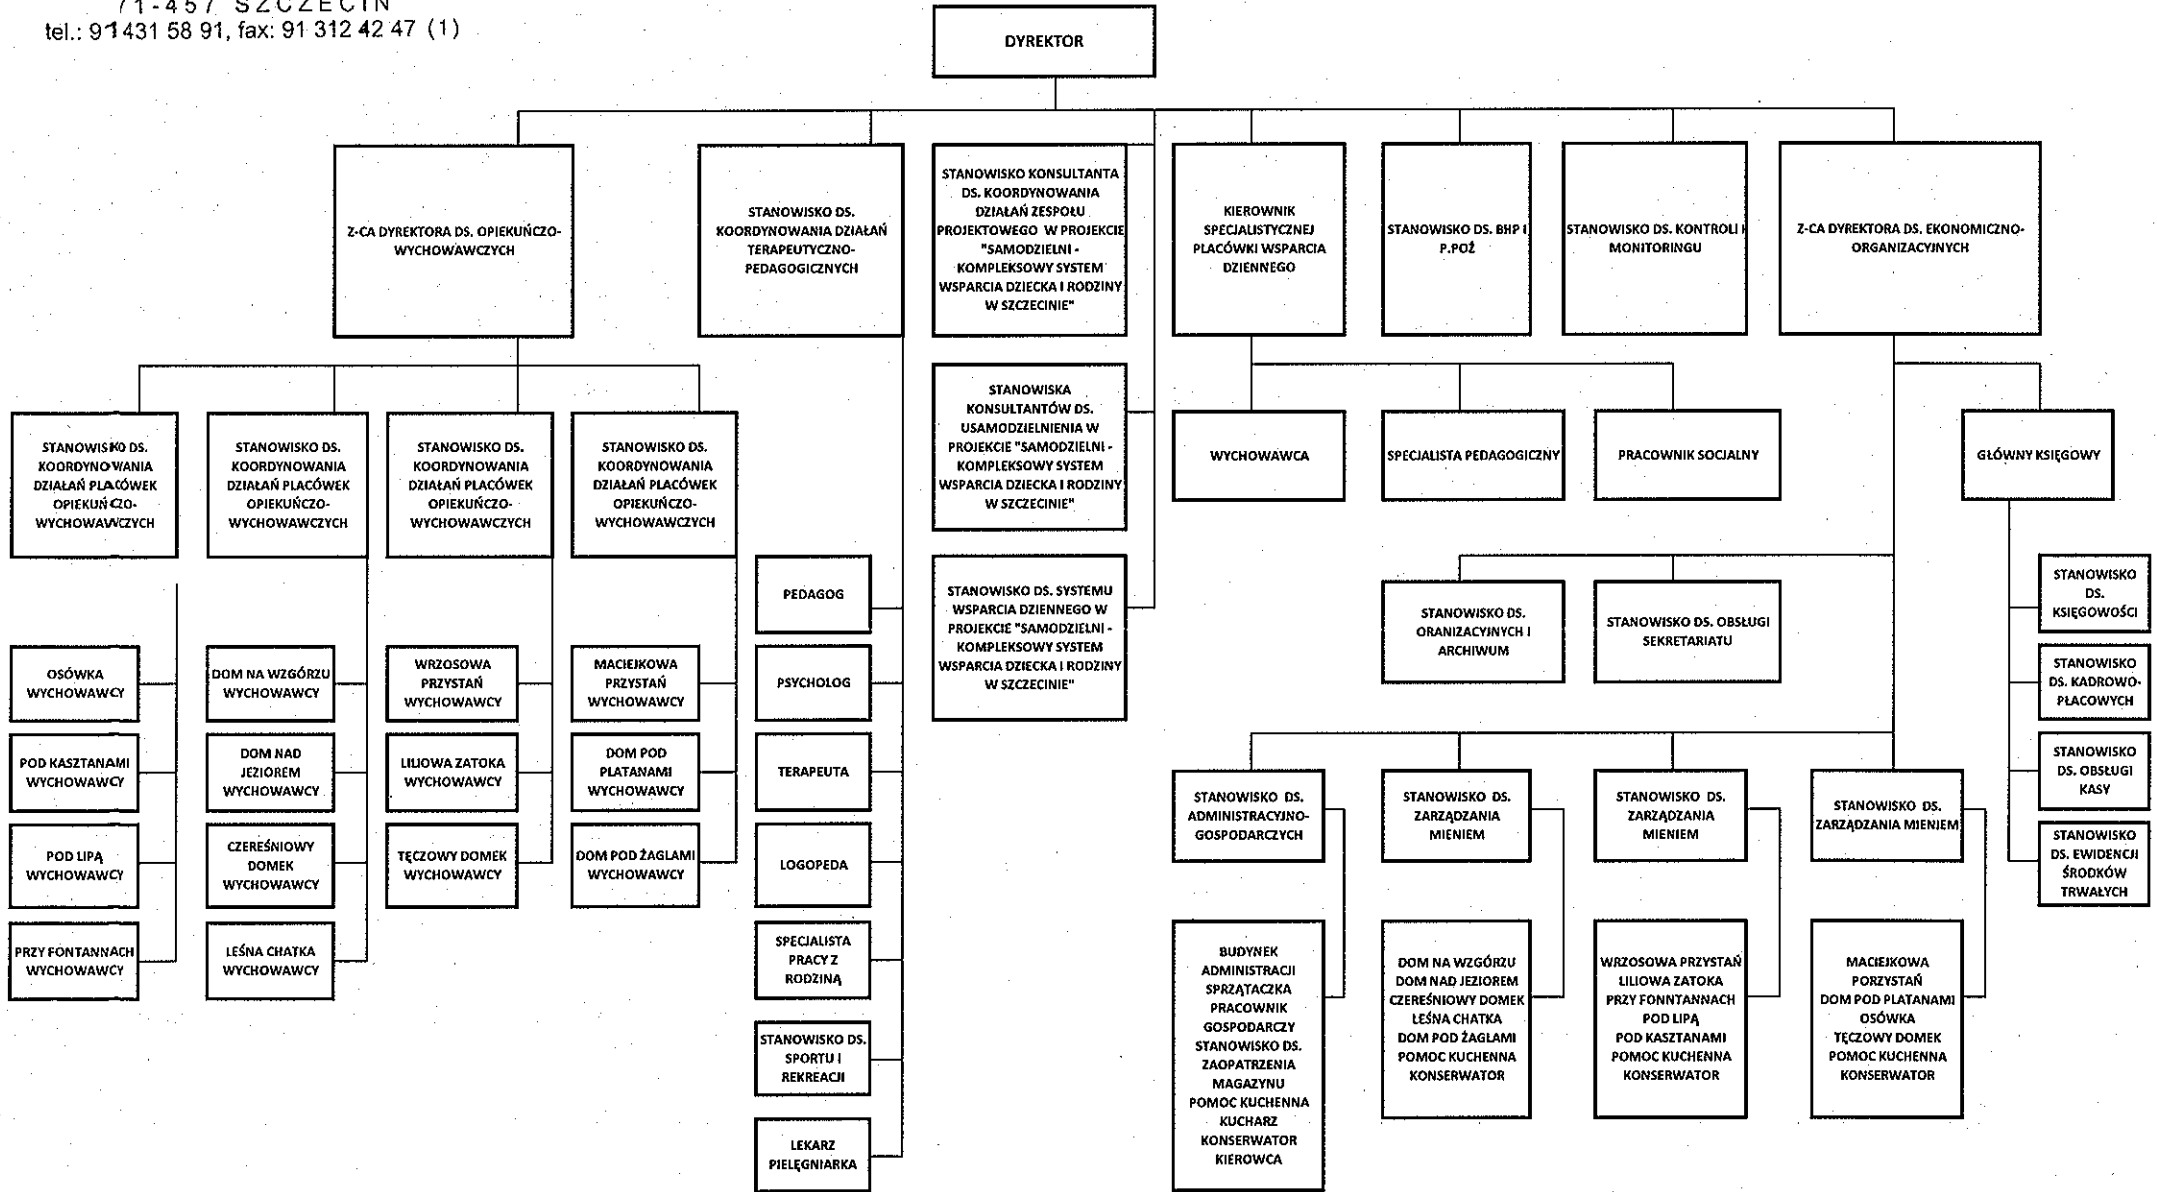 71-457 SZCZECIN
tel.: 91 431 58 91, fax: 91 312 42 47 (1)
DYREKTOR
Z-CA DYREKTORA DS. OPIEKUŃCZO-
WYCHOWAWCZYCH
STANOWISKO DS.
KOORDYNOWANIA DZIAŁAŃ
TERAPEUTYCZNO-
PEDAGOGICZNYCH
STANOWISKO KONSULTANTA
DS. KOORDYNOWANIA
DZIAŁAŃ ZESPOŁU
PROJEKTOWEGO W PROJEKCIE
"SAMODZIELNI -
KOMPLEKSOWY SYSTEM
WSPARCIA DZIECKA I RODZINY
W SZCZECINIE"
KIEROWNIK
SPECJALISTYCZNEJ
PLACÓWKI WSPARCIA
DZIENNEGO
STANOWISKO DS. BHP I
P.POŻ
STANOWISKO DS. KONTROLI I
MONITORINGU
Z-CA DYREKTORA DS. EKONOMICZNO-
ORGANIZACYJNYCH
STANOWISKO DS.
KOORDYNOWANIA
DZIAŁAŃ PLACÓWEK
OPIEKUŃCZO-
WYCHOWAWCZYCH
STANOWISKO DS.
KOORDYNOWANIA
DZIAŁAŃ PLACÓWEK
OPIEKUŃCZO-
WYCHOWAWCZYCH
STANOWISKO DS.
KOORDYNOWANIA
DZIAŁAŃ PLACÓWEK
OPIEKUŃCZO-
WYCHOWAWCZYCH
STANOWISKO DS.
KOORDYNOWANIA
DZIAŁAŃ PLACÓWEK
OPIEKUŃCZO-
WYCHOWAWCZYCH
STANOWISKA
KONSULTANTÓW DS.
USAMODZIELNIENIA W
PROJEKCIE "SAMODZIELNI -
KOMPLEKSOWY SYSTEM
WSPARCIA DZIECKA I RODZINY
W SZCZECINIE"
WYCHOWAWCA
SPECJALISTA PEDAGOGICZNY
PRACOWNIK SOCJALNY
GŁÓWNY KSIĘGOWY
STANOWISKO DS. SYSTEMU
WSPARCIA DZIENNEGO W
PROJEKCIE "SAMODZIELNI -
KOMPLEKSOWY SYSTEM
WSPARCIA DZIECKA I RODZINY
W SZCZECINIE"
STANOWISKO DS.
ORANIZACYJNYCH I
ARCHIWUM
STANOWISKO DS. OBSŁUGI
SEKRETARIATU
STANOWISKO
DS.
KSIĘGOWOŚCI
STANOWISKO
DS. KADROWO-
PŁACOWYCH
STANOWISKO
DS. OBSŁUGI
KASY
STANOWISKO
DS. EWIDENCJI
ŚRODKÓW
TRWAŁYCH
OSÓWKA
WYCHOWAWCY
POD KASZTANAMI
WYCHOWAWCY
POD LIPĄ
WYCHOWAWCY
PRZY FONTANNACH
WYCHOWAWCY
DOM NA WZGÓRZU
WYCHOWAWCY
DOM NAD
JEZIOREM
WYCHOWAWCY
CZEREŚNIOWY
DOMEK
WYCHOWAWCY
LEŚNA CHATKA
WYCHOWAWCY
WRZOSOWA
PRZYSTAŃ
WYCHOWAWCY
LILIOWA ZATOKA
WYCHOWAWCY
TĘCZOWY DOMEK
WYCHOWAWCY
MACIEJKOWA
PRZYSTAŃ
WYCHOWAWCY
DOM POD
PLATANAMI
WYCHOWAWCY
DOM POD ŻAGLAMI
WYCHOWAWCY
PEDAGOG
PSYCHOLOG
TERAPEUTA
LOGOPEDA
SPECJALISTA
PRACY Z
RODZINĄ
STANOWISKO DS.
SPORTU I
REKREACJI
LEKARZ
PIELĘGNIARKA
STANOWISKO DS.
ADMINISTRACYJNO-
GOSPODARCZYCH
STANOWISKO DS.
ZARZĄDZANIA
MIENIEM
STANOWISKO DS.
ZARZĄDZANIA
MIENIEM
STANOWISKO DS.
ZARZĄDZANIA MIENIEM
BUDYNEK
ADMINISTRACJI
SPRZĄTACZKA
PRACOWNIK
GOSPODARCZY
STANOWISKO DS.
ZAOPATRZENIA
MAGAZYNU
POMOC KUCHENNA
KUCHARZ
KONSERWATOR
KIEROWCA
DOM NA WZGÓRZU
DOM NAD JEZIOREM
CZEREŚNIOWY DOMEK
LEŚNA CHATKA
DOM POD ŻAGLAMI
POMOC KUCHENNA
KONSERWATOR
WRZOSOWA PRZYSTAŃ
LILIOWA ZATOKA
PRZY FONNTANNACH
POD LIPĄ
POD KASZTANAMI
POMOC KUCHENNA
KONSERWATOR
MACIEJKOWA
PORZYSTAŃ
DOM POD PLATANAMI
OSÓWKA
TĘCZOWY DOMEK
POMOC KUCHENNA
KONSERWATOR